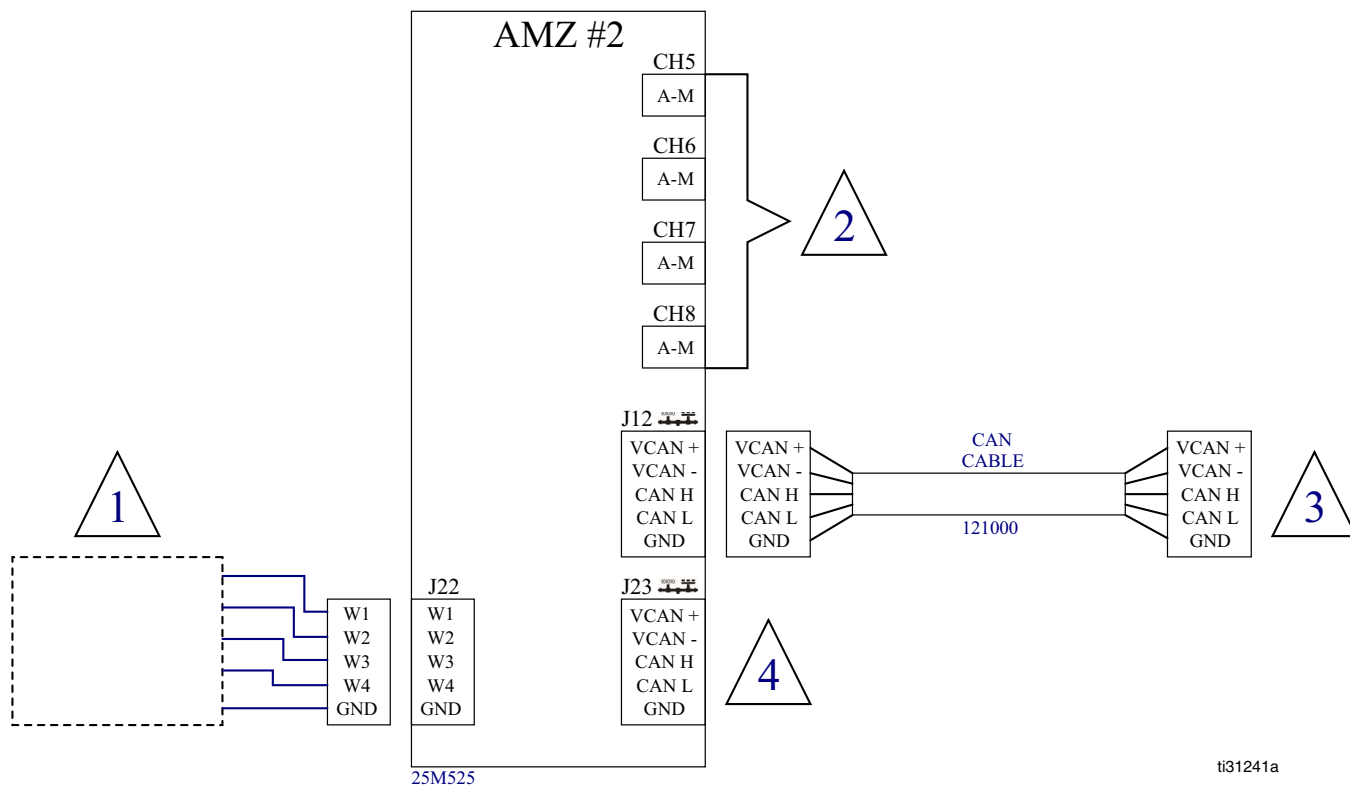 AMZ #2
CH5
A-M
CH6
A-M
CH7
A-M
CH8
A-M
2
J12
VCAN +
VCAN -
CAN H
CAN L
GND
VCAN +
VCAN -
CAN H
CAN L
GND
CAN
CABLE
121000
VCAN +
VCAN -
CAN H
CAN L
GND
3
1
W1
W2
W3
W4
GND
J22
W1
W2
W3
W4
GND
J23
VCAN +
VCAN -
CAN H
CAN L
GND
4
25M525
ti31241a